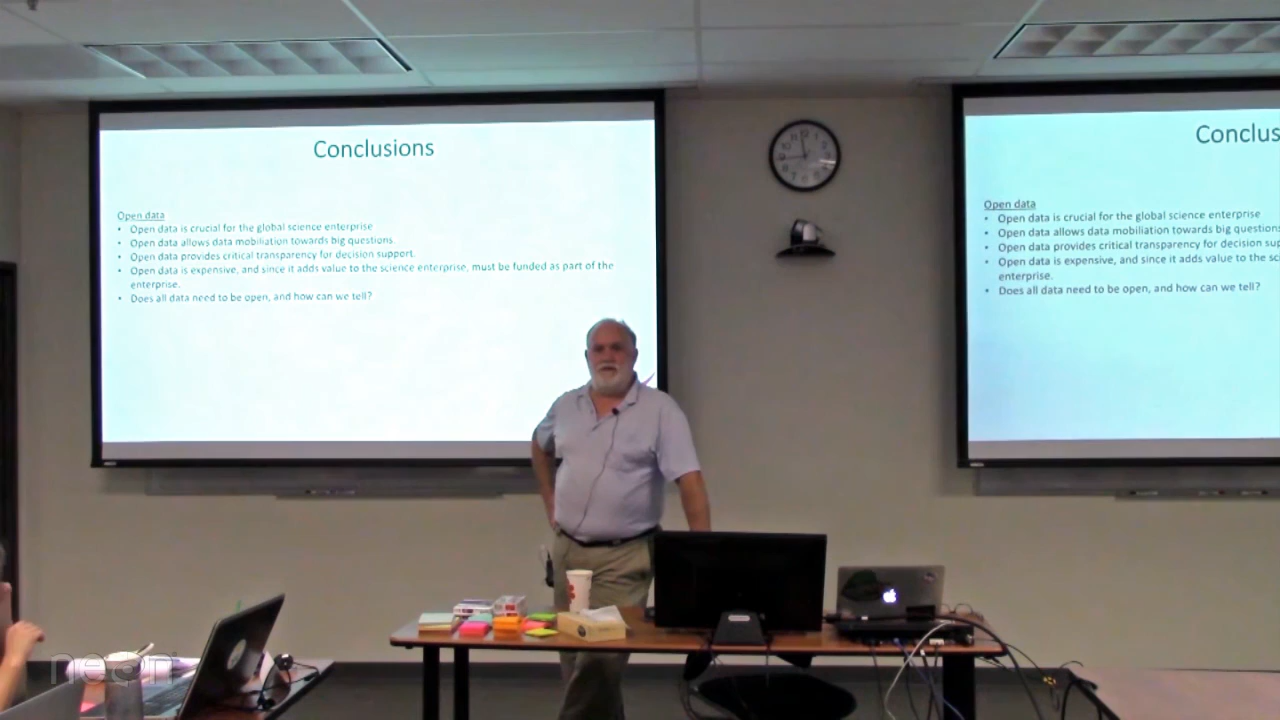 Conclusions
Open data
• Open data is crucial for the global science enterprise
• Open data allows data mobiliation towards big questions
• Open data provides critical transparency for decision support
• Open data is expensive, and since it adds value to the science enterprise, must be funded as part of the
enterprise.
• Does all data need to be open, and how can we tell?
Conclus
Open data
• Open data is crucial for the global science enterprise
• Open data allows data mobiliation towards big questions
• Open data provides critical transparency for decision sup
• Open data is expensive, and since it adds value to the sci
enterprise.
• Does all data need to be open, and how can we tell?
neon